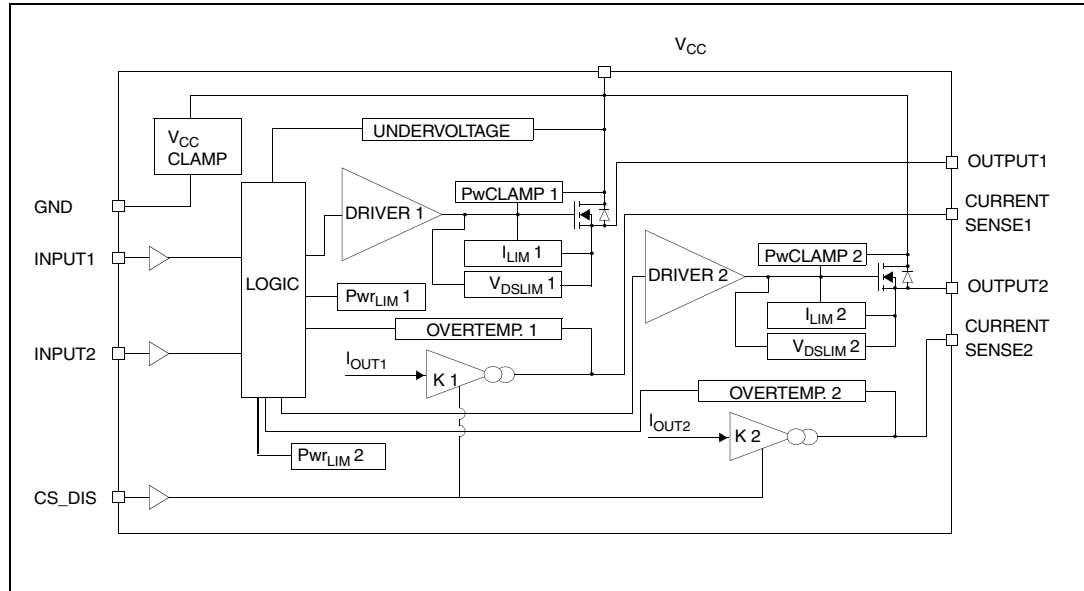 VCC
VCC
CLAMP
UNDERVOLTAGE
OUTPUT1
PwCLAMP 1
CURRENT
SENSE1
GND
DRIVER 1
INPUT1
LOGIC
ILIM 1
PwCLAMP 2
DRIVER 2
VDSLIM 1
OUTPUT2
PwrLIM 1
ILIM 2
OVERTEMP. 1
CURRENT
SENSE2
INPUT2
VDSLIM 2
IOUT1
K 1
OVERTEMP. 2
IOUT2
K 2
PwrLIM 2
CS_DIS